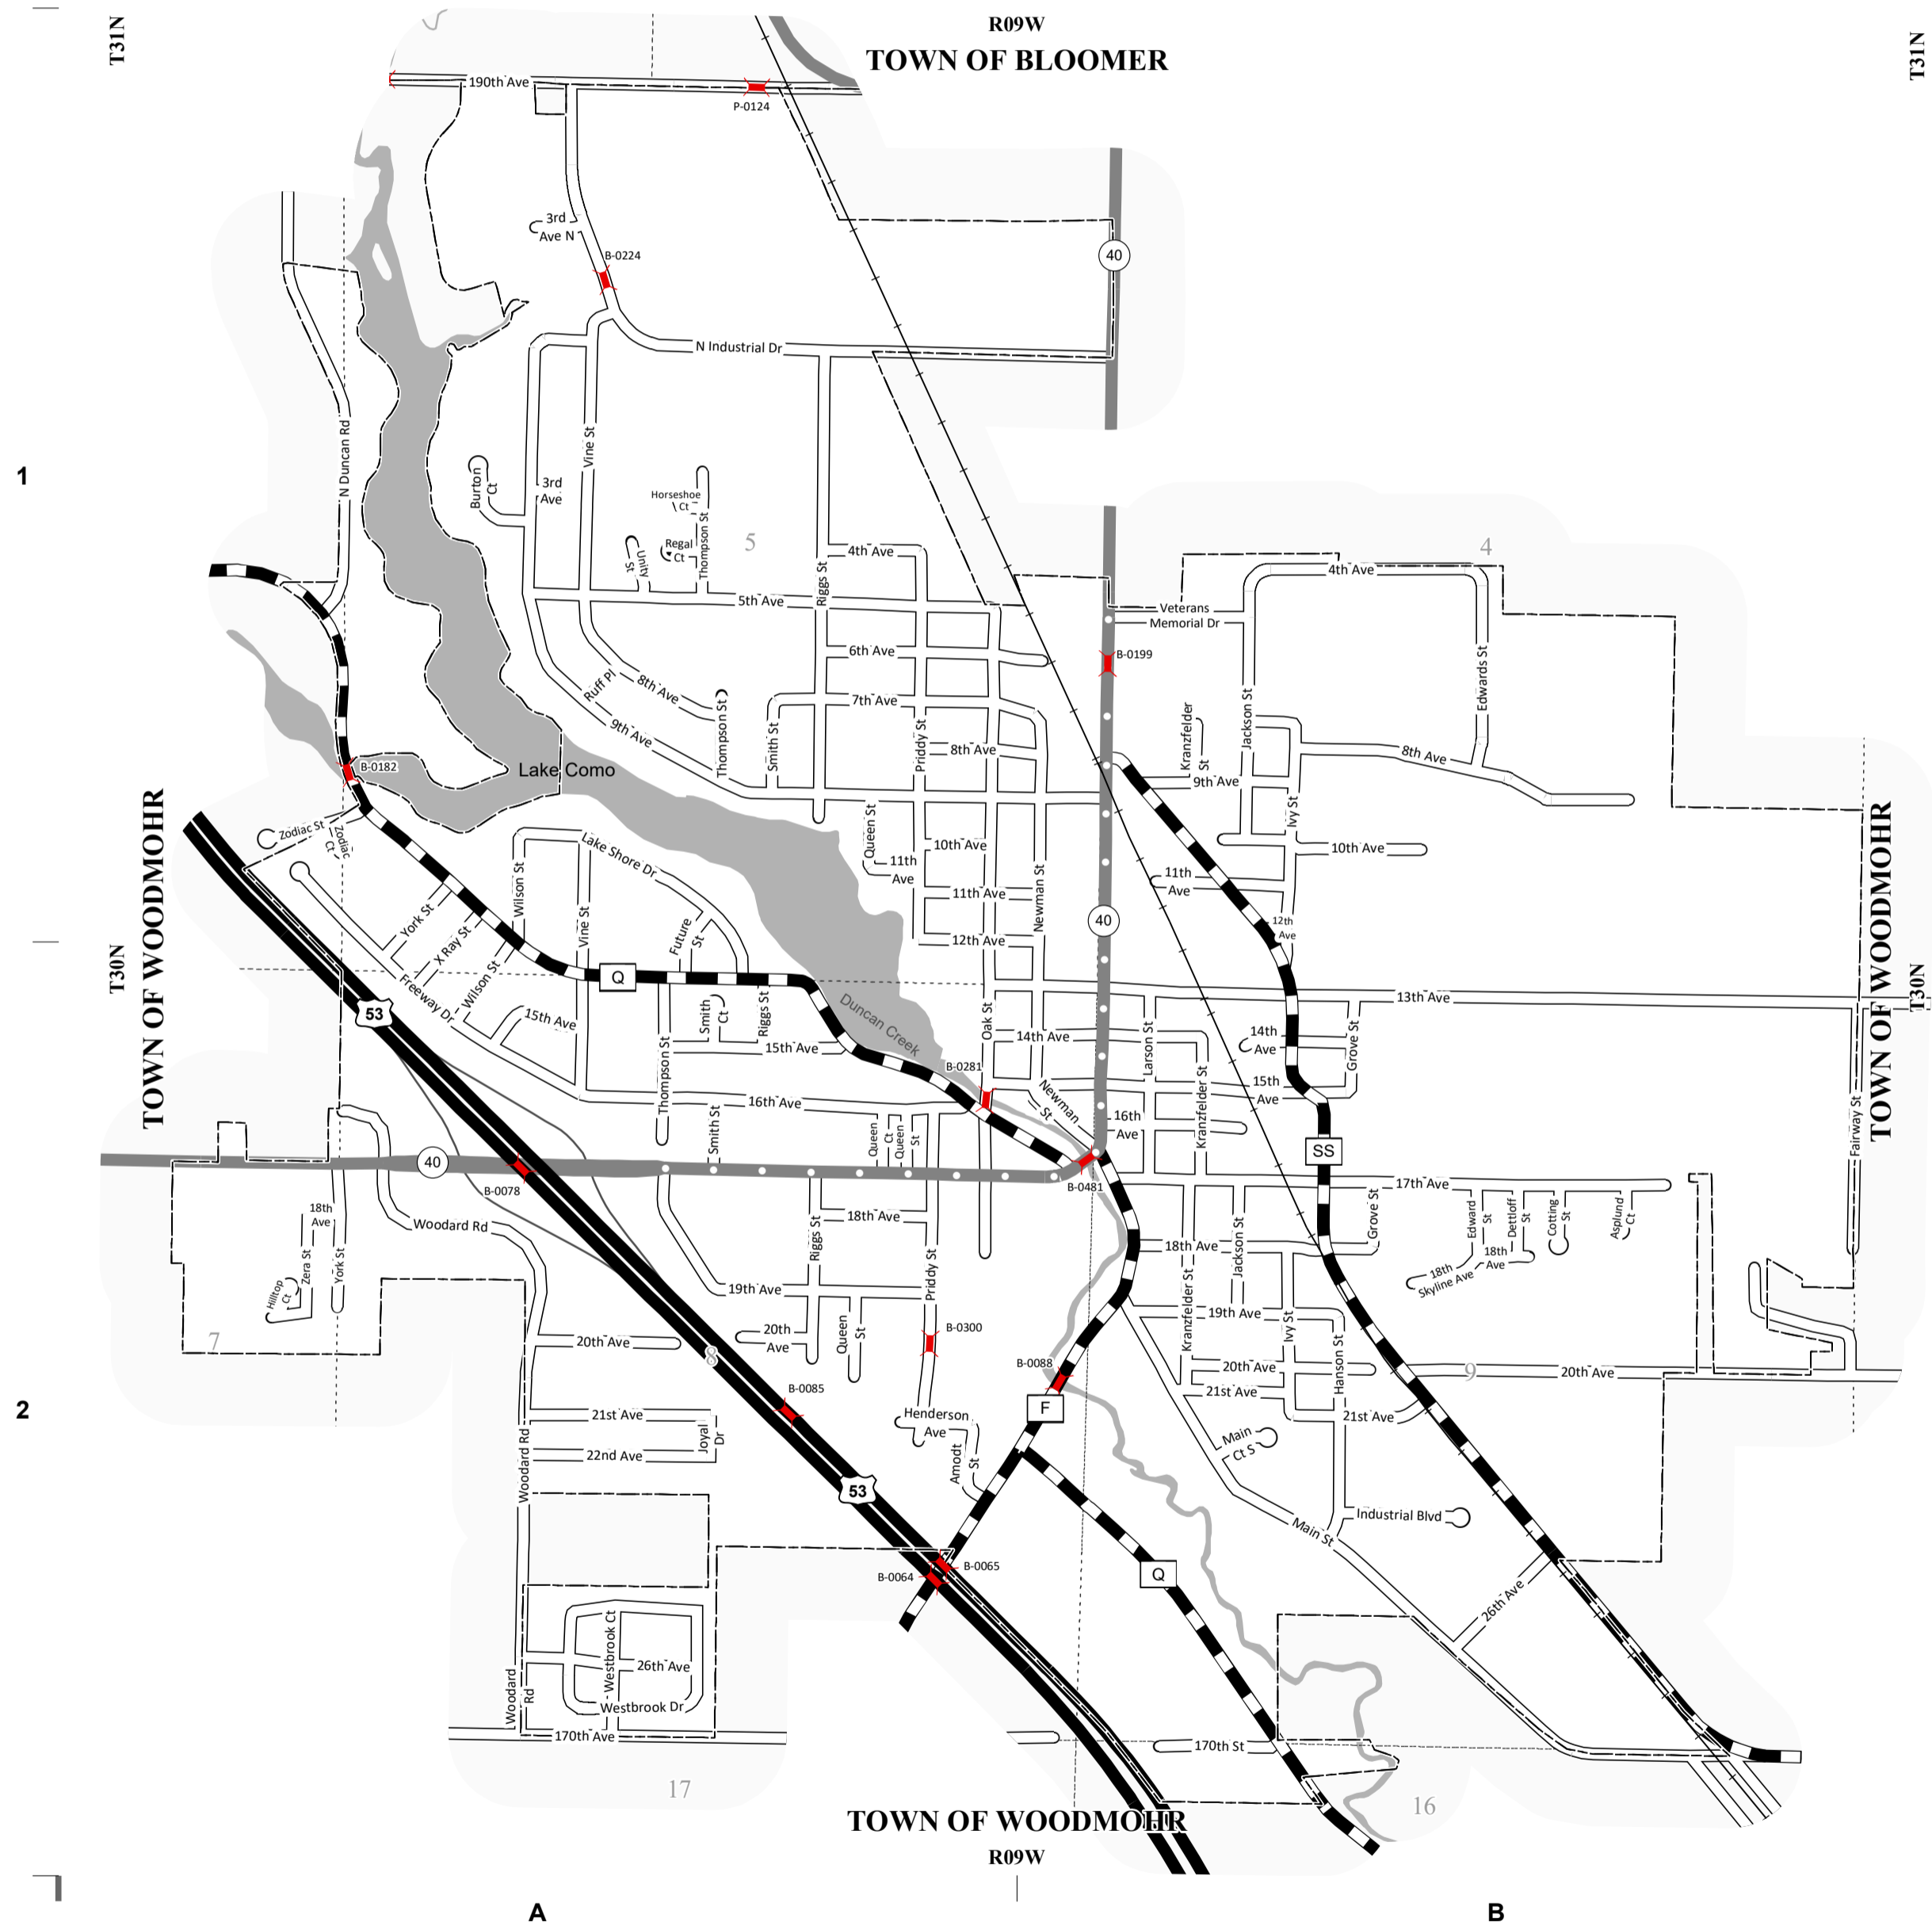 R09W
T31N
T31N
TOWN OF BLOOMER
190th Ave
P-0124
3rd
Ave N
B-0224
40
N Industrial Dr
N Duncan Rd
Vine St
1
Burton
Ct
3rd
Ave
Horseshoe
Ct
Regal
Ct
Thompson St
Unity
St
5
4
4th Ave
4th Ave
Riggs St
5th Ave
Veterans
Memorial Dr
6th Ave
B-0199
Edwards St
Ruff Pl
8th Ave
7th Ave
Thompson St
Smith St
Priddy St
Kranzfelder
St
Jackson St
9th Ave
8th Ave
8th Ave
B-0182
Lake Como
9th Ave
TOWN OF WOODMOHR
TOWN OF WOODMOHR
Ivy St
Zodiac St
Zodiac
Ct
Lake Shore Dr
Queen St
10th Ave
10th Ave
11th
Ave
11th
Ave
11th Ave
Wilson St
Newman St
York St
X Ray St
Wilson St
Vine St
Future
St
40
12th
Ave
12th Ave
T30N
T30N
Q
Freeway Dr
13th Ave
53
Smith
Ct
Riggs St
Duncan Creek
Oak St
15th Ave
14th Ave
14th
Ave
Larson St
Grove St
Thompson St
15th Ave
B-0281
Kranzfelder St
15th
Ave
16th Ave
Newman
St
16th
Ave
Smith St
Queen
Ct
Queen
St
Fairway St
SS
40
B-0078
B-0481
17th Ave
18th
Ave
Woodard Rd
18th Ave
Riggs St
Priddy St
18th Ave
Jackson St
Grove St
Edward
St
Dettloff
St
Cotting
St
Asplund
Ct
Zera St
York St
Hilltop
Ct
18th
Ave
18th
Skyline Ave
19th Ave
Kranzfelder St
19th Ave
Ivy St
7
20th Ave
8
20th
Ave
Queen
St
B-0300
Hanson St
B-0088
20th Ave
9
20th Ave
B-0085
F
21st Ave
2
21st Ave
Henderson
Ave
21st Ave
Joyal
Dr
22nd Ave
Woodard Rd
Amodt
St
Main
Ct S
53
Main St
Industrial Blvd
B-0065
B-0064
Q
26th Ave
Westbrook Ct
26th Ave
Woodard
Rd
Westbrook Dr
170th Ave
170th St
17
16
TOWN OF WOODMOHR
R09W
A
B